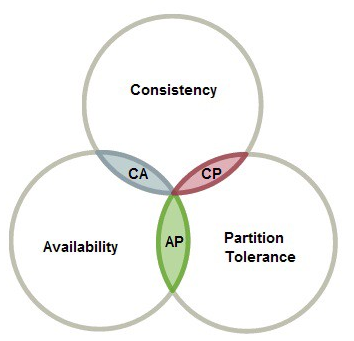 Consistency
CA
CP
Availability
AP
Partition
Tolerance